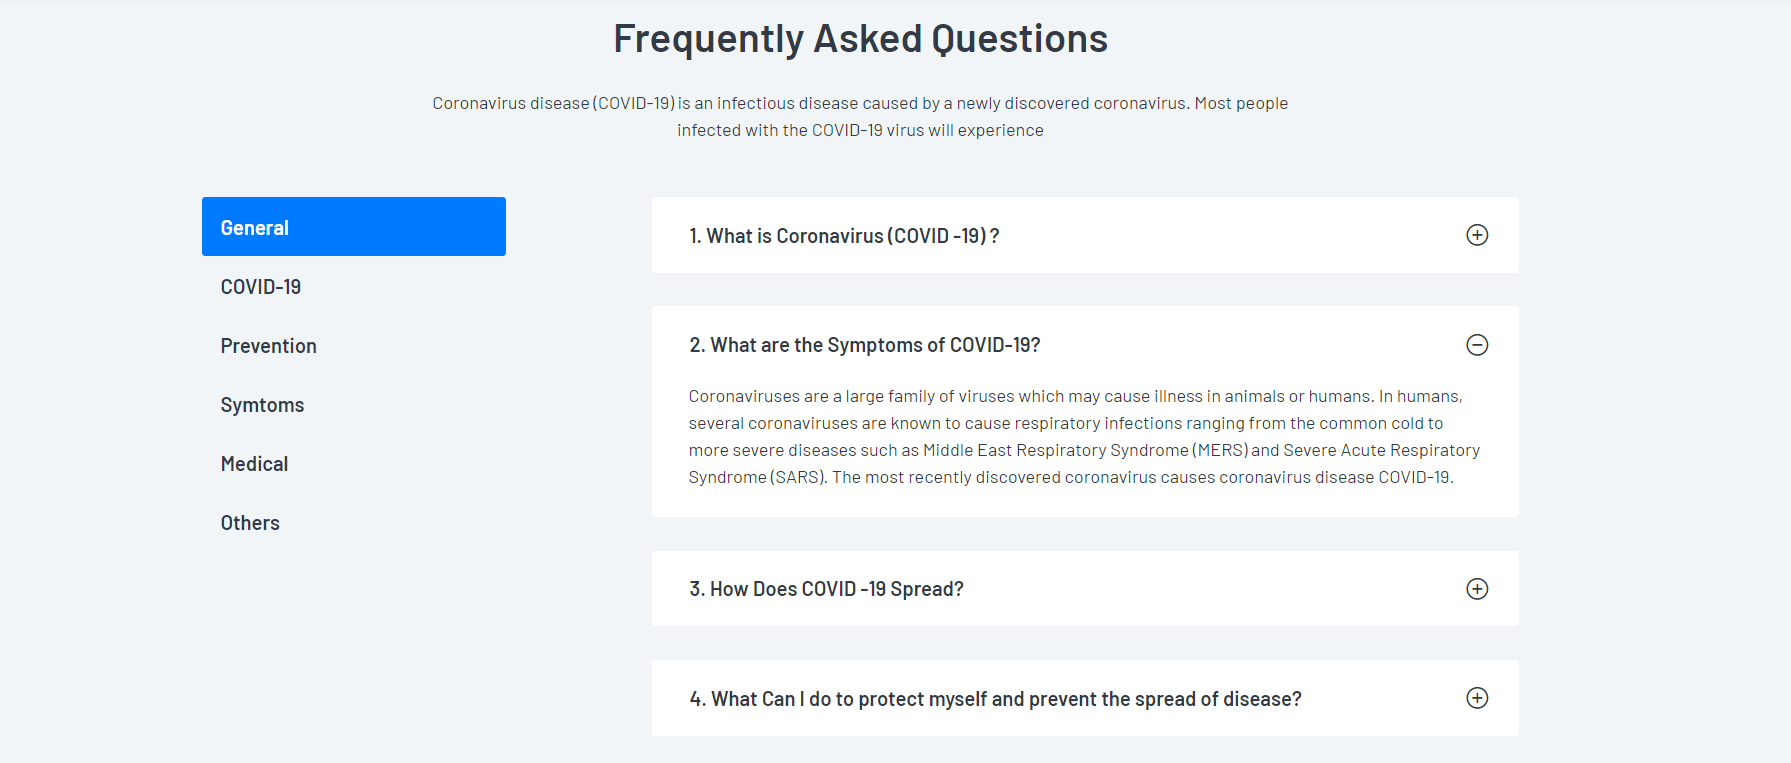 Frequently Asked Questions
Coronavirus disease (COVID-19) is an infectious disease caused by a newly discovered coronavirus. Most people
infected with the COVID-19 virus will experience
General
COVID-19
Prevention
Symtoms
Medical
Others
1. What is Coronavirus (COVID -19) ?
2. What are the Symptoms of COVID-19?
Coronaviruses are a large family of viruses which may cause illness in animals or humans. In humans,
several coronaviruses are known to cause respiratory infections ranging from the common cold to
more severe diseases such as Middle East Respiratory Syndrome (MERS) and Severe Acute Respiratory
Syndrome (SARS). The most recently discovered coronavirus causes coronavirus disease COVID-19.
3. How Does COVID -19 Spread?
4. What Can I do to protect myself and prevent the spread of disease?